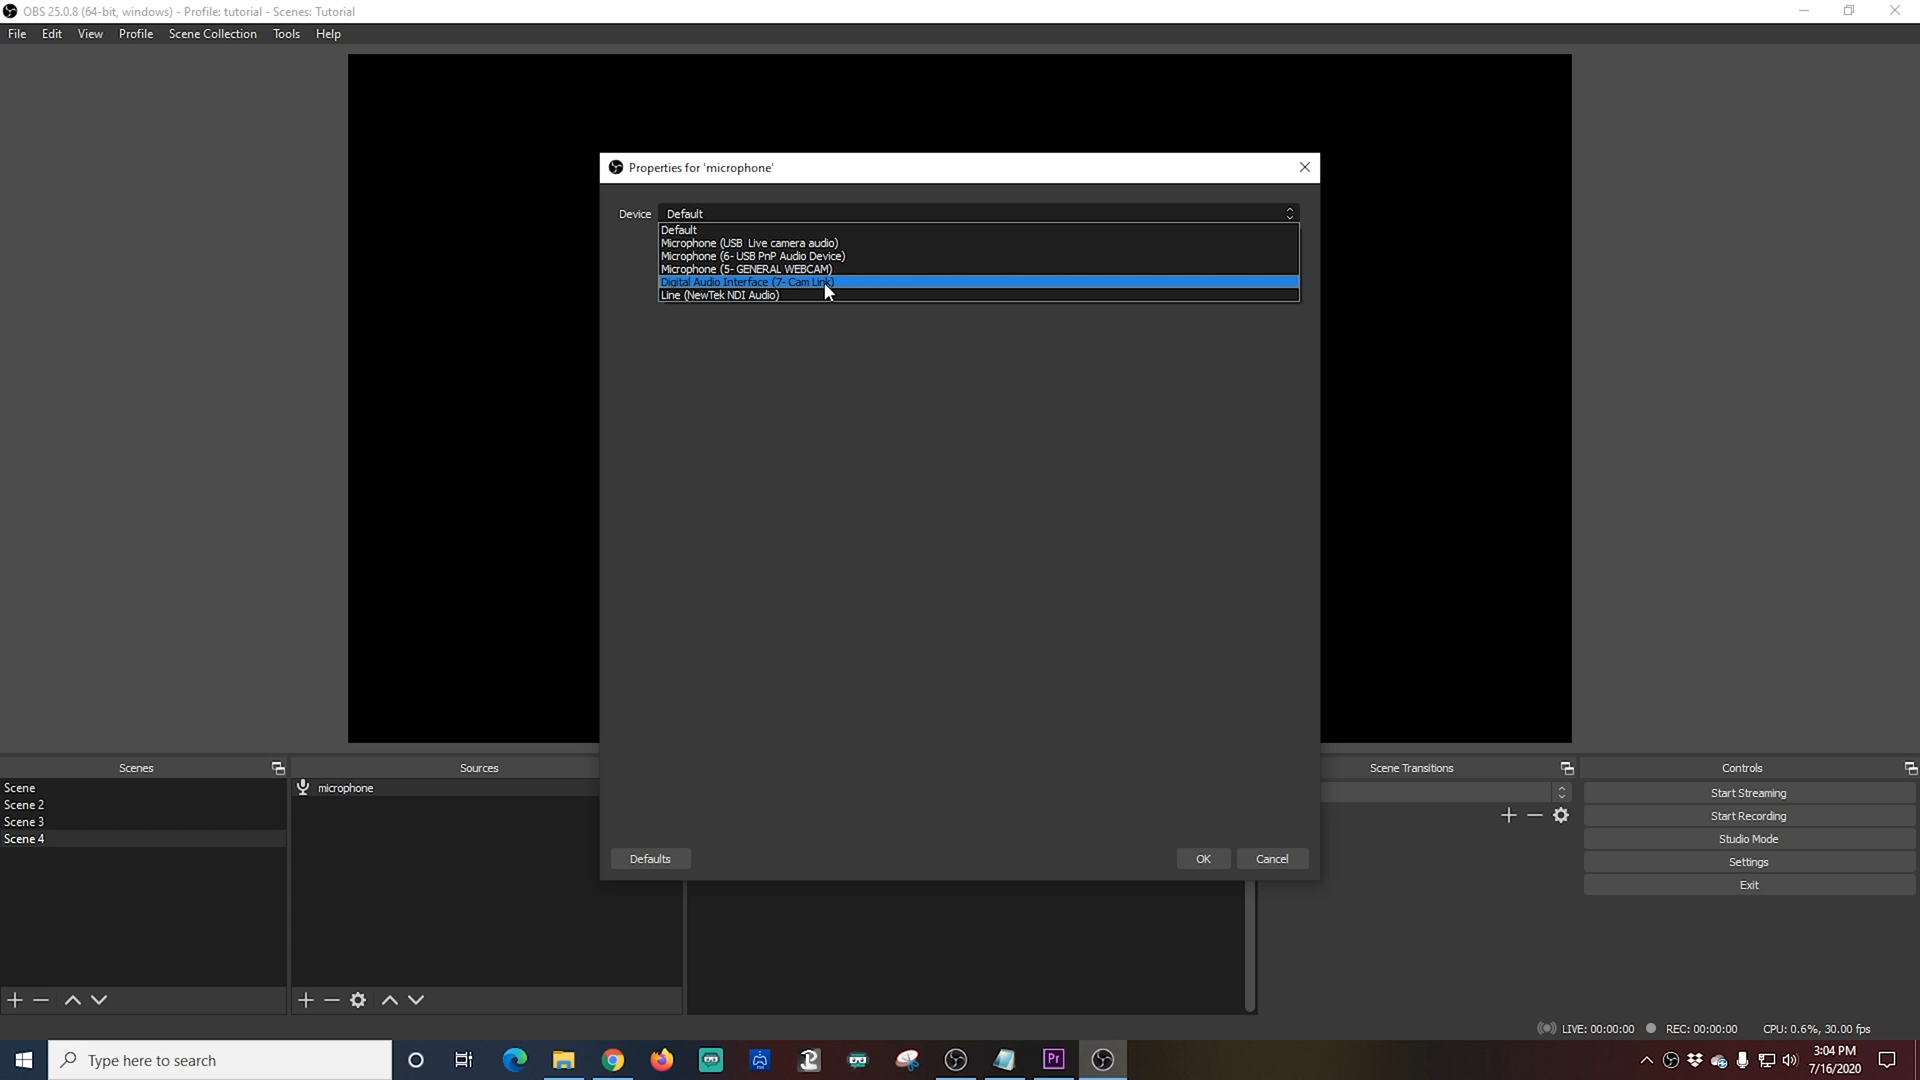 OBS 25.0.8 (64-bit, windows) - Profile: tutorial - Scenes: Tutorial
File Edit View Profile Scene Collection Tools Help
Properties for 'microphone'
Device Default
Default
Microphone (USB Live camera audio)
Microphone (6- USB PnP Audio Device)
Microphone (5- GENERAL WEBCAM)
Digital Audio Interface (7- Cam Link)
Line (NewTek NDI Audio)
Defaults OK Cancel
Scenes
Scene
Scene 2
Scene 3
Scene 4
Sources
microphone
Scene Transitions
Controls
Start Streaming
Start Recording
Studio Mode
Settings
Exit
LIVE: 00:00:00 REC: 00:00:00 CPU: 0.6%, 30.00 fps
Type here to search
Pr
3:04 PM
7/16/2020